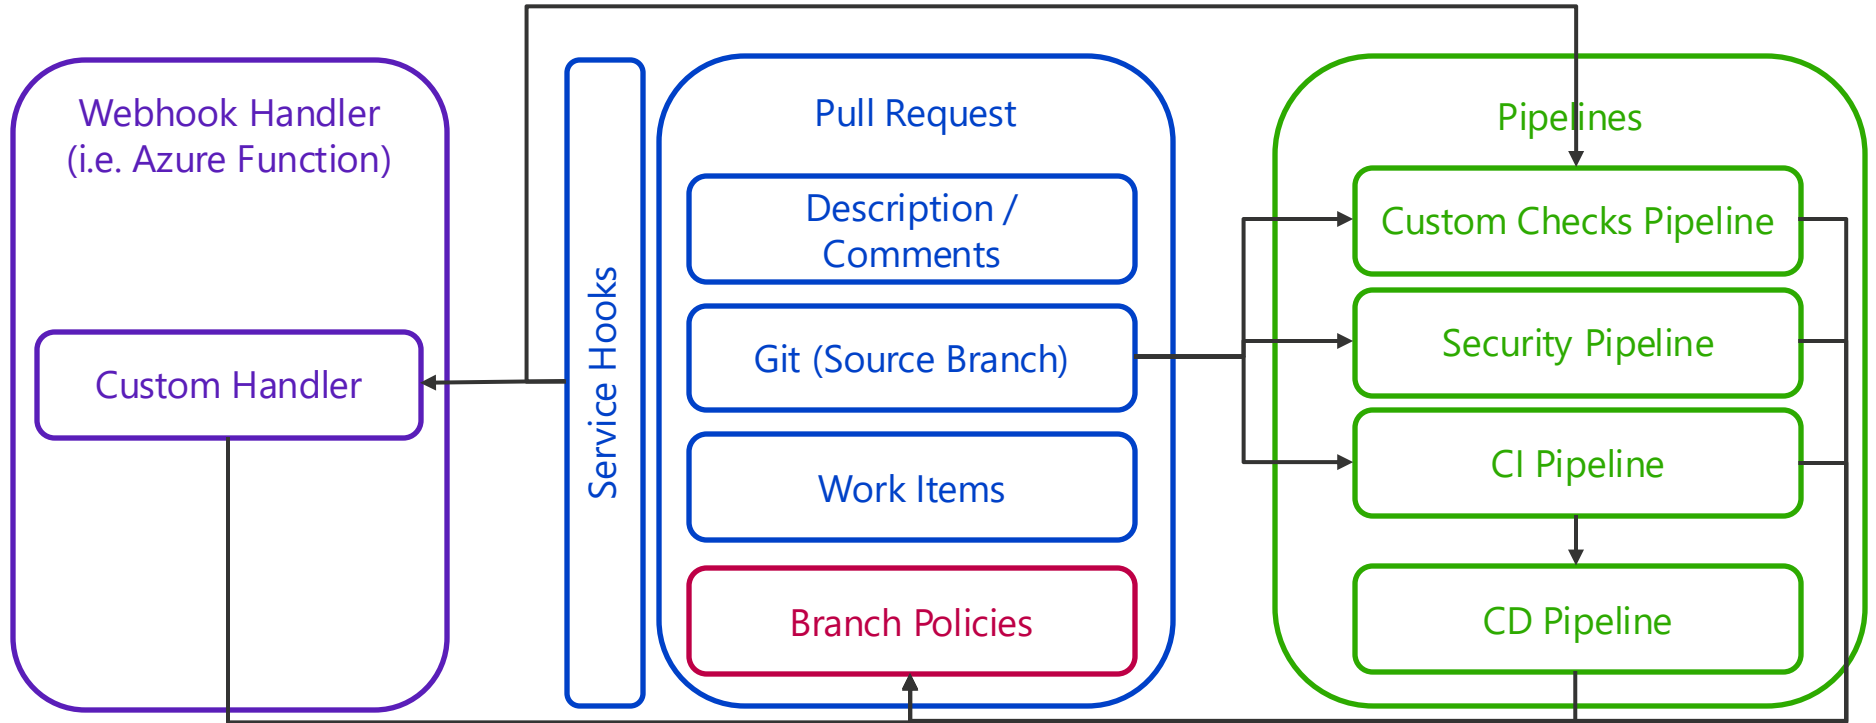 Webhook Handler
(i.e. Azure Function)
Custom Handler
Service Hooks
Pull Request
Description /
Comments
Git (Source Branch)
Work Items
Branch Policies
Pipelines
Custom Checks Pipeline
Security Pipeline
CI Pipeline
CD Pipeline